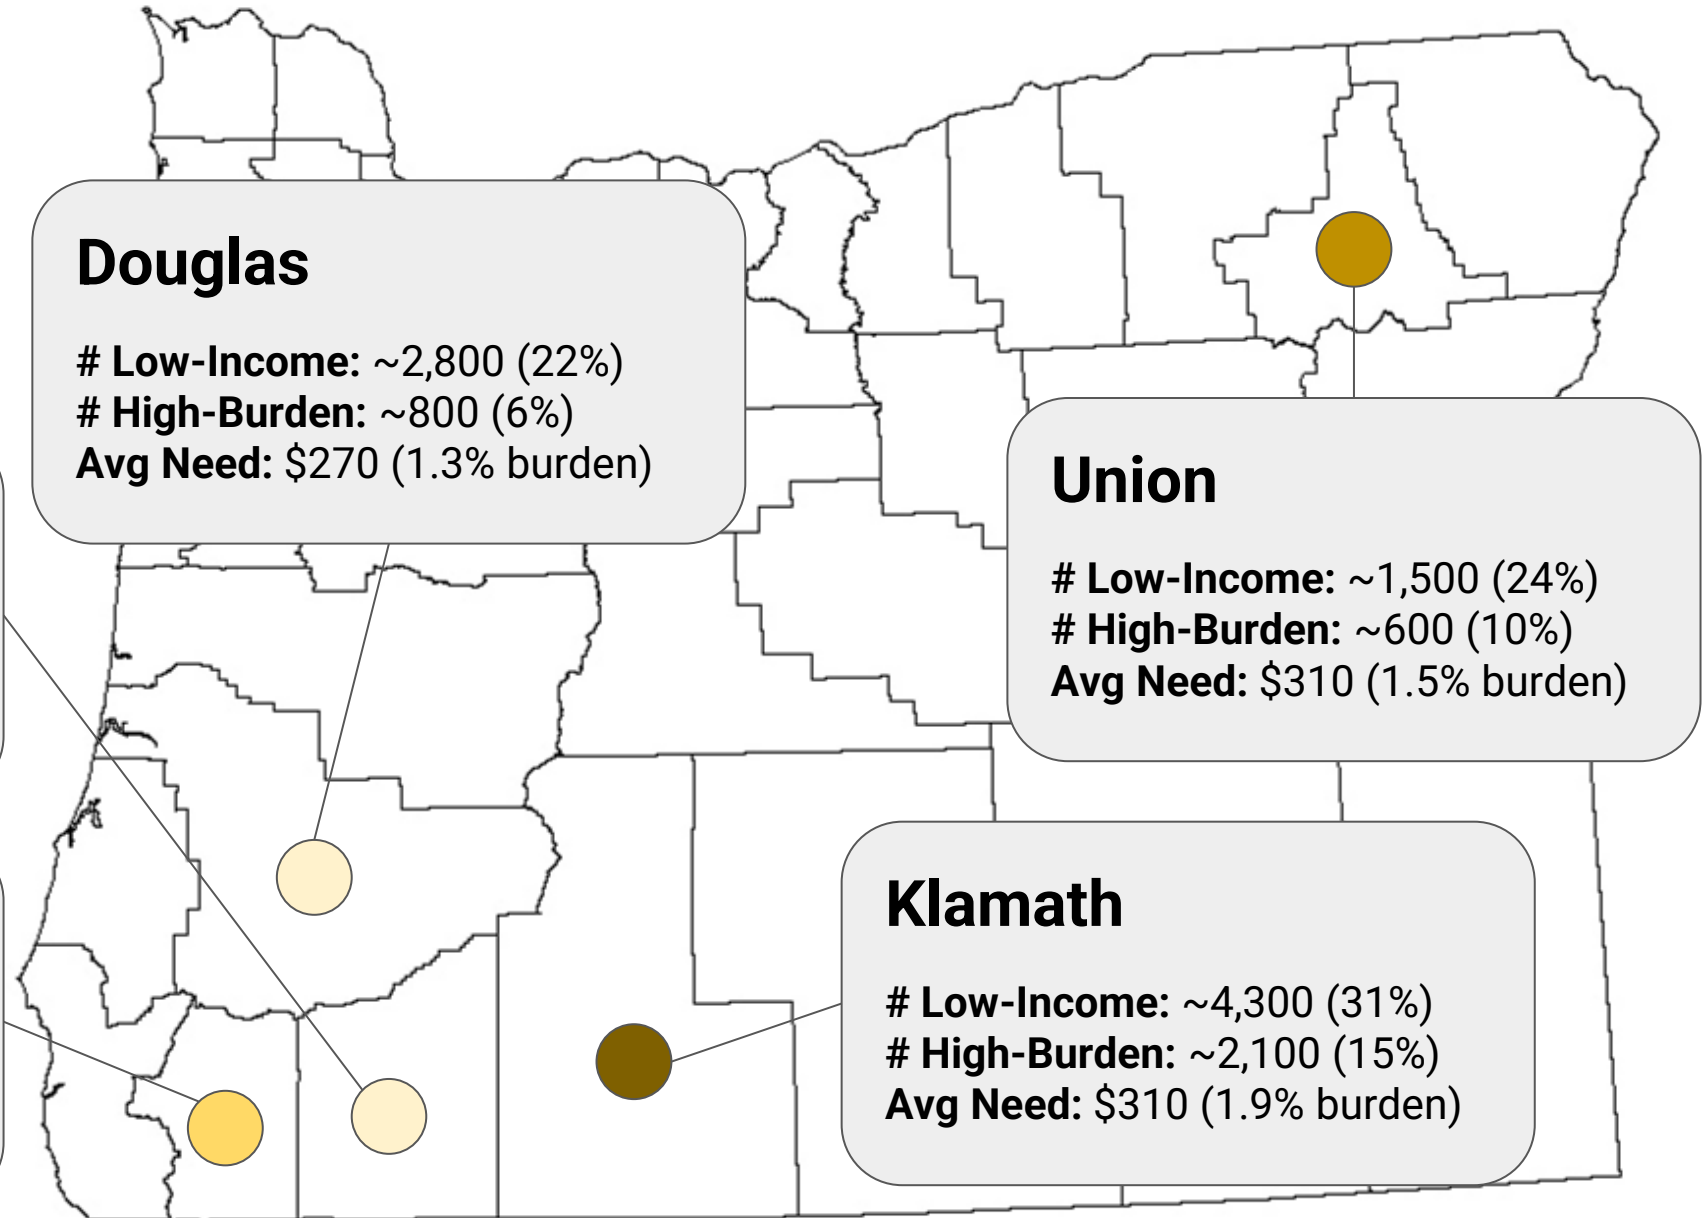 Douglas
# Low-Income: ~2,800 (22%)
# High-Burden: ~800 (6%)
Avg Need: $270 (1.3% burden)
Union
# Low-Income: ~1,500 (24%)
# High-Burden: ~600 (10%)
Avg Need: $310 (1.5% burden)
Klamath
# Low-Income: ~4,300 (31%)
# High-Burden: ~2,100 (15%)
Avg Need: $310 (1.9% burden)